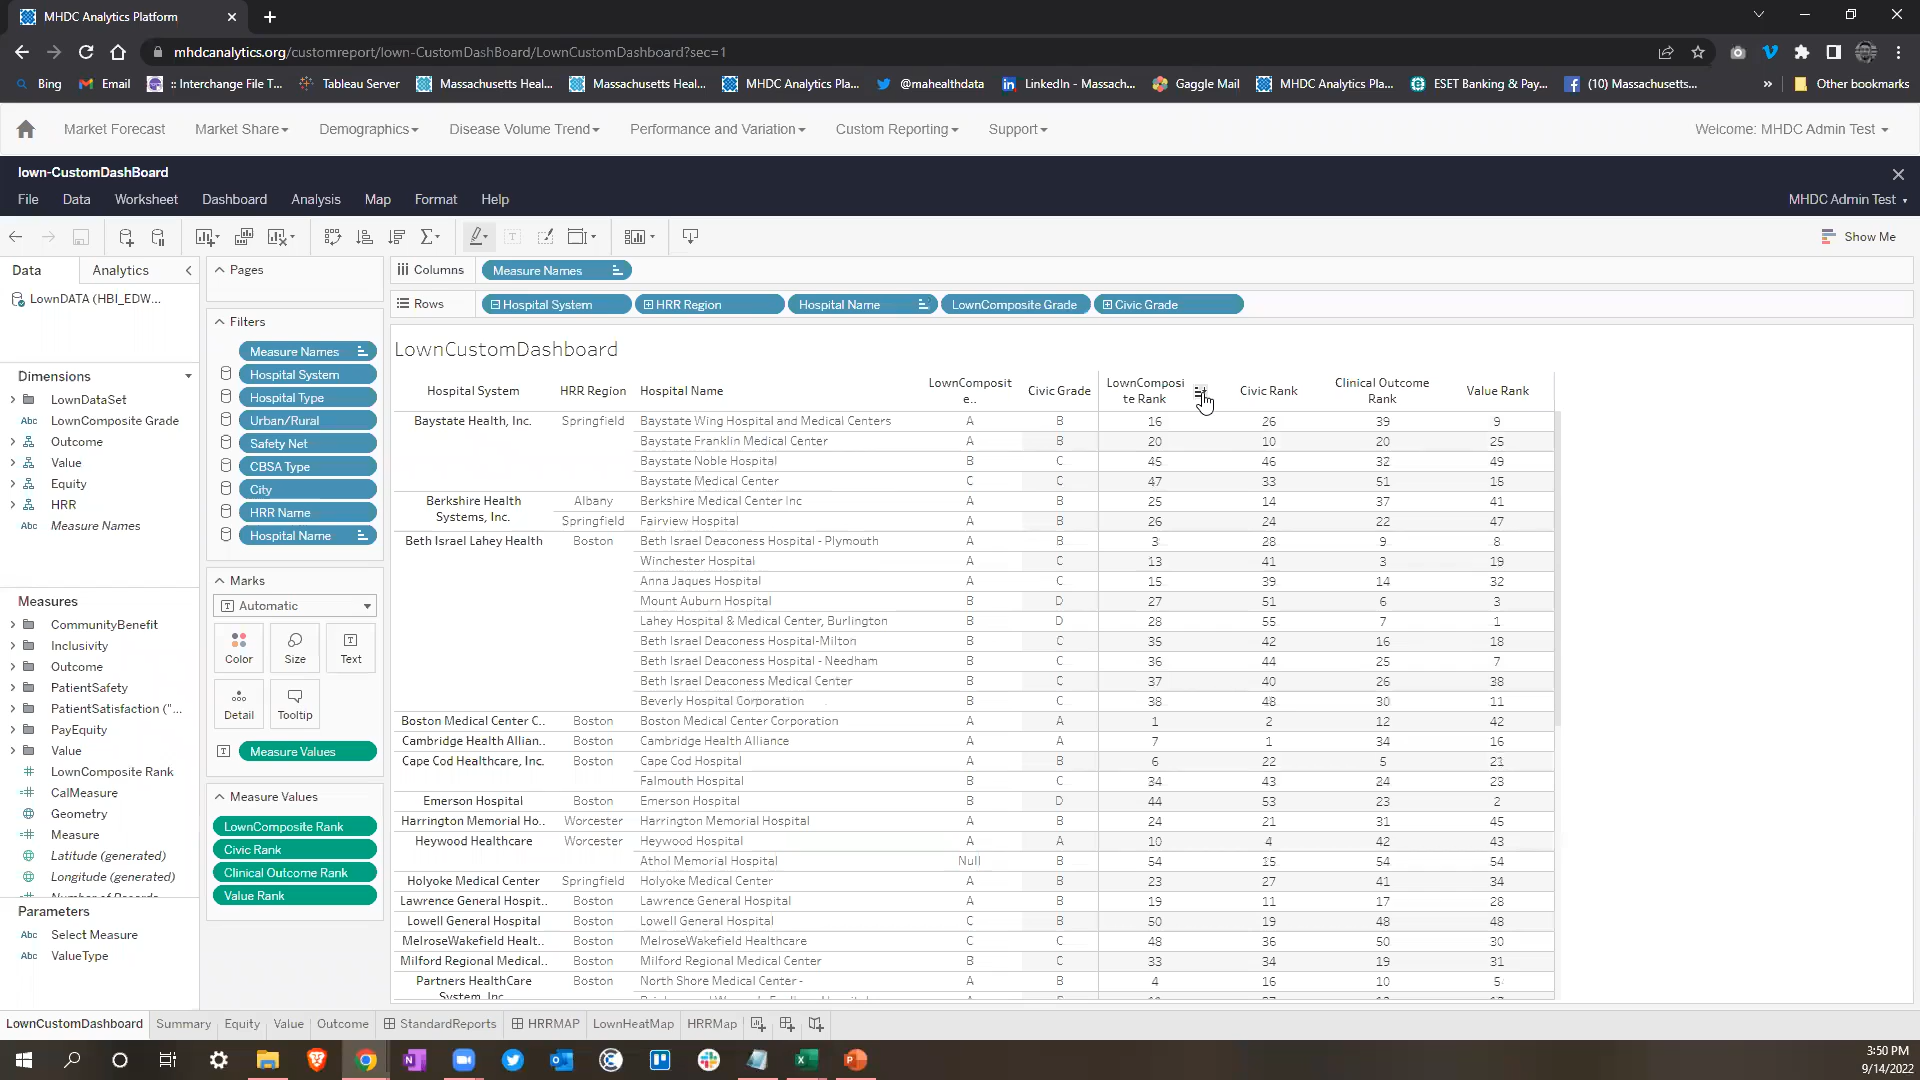 MHDC Analytics Platform
mhdcanalytics.org/customreport/lown-CustomDashBoard/LownCustomDashboard?sec=1
Bing Email :: Interchange File T... Tableau Server Massachusetts Heal... Massachusetts Heal... MHDC Analytics Pla... @mahealthdata LinkedIn - Massach... Gaggle Mail MHDC Analytics Pla... ESET Banking & Pay... (10) Massachusetts... » Other bookmarks
Market Forecast Market Share Demographics Disease Volume Trend Performance and Variation Custom Reporting Support Welcome: MHDC Admin Test
lown-CustomDashBoard
File Data Worksheet Dashboard Analysis Map Format Help MHDC Admin Test
Show Me
Data Analytics
LownDATA (HBI_EDW...
Dimensions
LownDataSet
Abc LownComposite Grade
Outcome
Value
Equity
HRR
Abc Measure Names
Measures
CommunityBenefit
Inclusivity
Outcome
PatientSafety
PatientSatisfaction ("...
PayEquity
Value
LownComposite Rank
CalMeasure
Geometry
Measure
Latitude (generated)
Longitude (generated)
Number of Records
Parameters
Abc Select Measure
Abc ValueType
Pages
Filters
Measure Names
Hospital System
Hospital Type
Urban/Rural
Safety Net
CBSA Type
City
HRR Name
Hospital Name
Marks
Automatic
Color Size Text
Detail Tooltip
Measure Values
Measure Values
LownComposite Rank
Civic Rank
Clinical Outcome Rank
Value Rank
Columns Measure Names
Rows Hospital System HRR Region Hospital Name LownComposite Grade Civic Grade
LownCustomDashboard
Hospital System HRR Region Hospital Name LownComposite.. Civic Grade LownComposite Rank Civic Rank Clinical Outcome Rank Value Rank
Baystate Health, Inc. Springfield Baystate Wing Hospital and Medical Centers A B 16 26 39 9
Baystate Franklin Medical Center A B 20 10 20 25
Baystate Noble Hospital B C 45 46 32 49
Baystate Medical Center C C 47 33 51 15
Berkshire Health Systems, Inc. Albany Berkshire Medical Center Inc A B 25 14 37 41
Springfield Fairview Hospital A B 26 24 22 47
Beth Israel Lahey Health Boston Beth Israel Deaconess Hospital - Plymouth A B 3 28 9 8
Winchester Hospital A C 13 41 3 19
Anna Jaques Hospital A C 15 39 14 32
Mount Auburn Hospital B D 27 51 6 3
Lahey Hospital & Medical Center, Burlington B D 28 55 7 1
Beth Israel Deaconess Hospital-Milton B C 35 42 16 18
Beth Israel Deaconess Hospital - Needham B C 36 44 25 7
Beth Israel Deaconess Medical Center B C 37 40 26 38
Beverly Hospital Corporation B C 38 48 30 11
Boston Medical Center C.. Boston Boston Medical Center Corporation A A 1 2 12 42
Cambridge Health Allian.. Boston Cambridge Health Alliance A A 7 1 34 16
Cape Cod Healthcare, Inc. Boston Cape Cod Hospital A B 6 22 5 21
Falmouth Hospital B C 34 43 24 23
Emerson Hospital Boston Emerson Hospital B D 44 53 23 2
Harrington Memorial Ho.. Worcester Harrington Memorial Hospital A B 24 21 31 45
Heywood Healthcare Worcester Heywood Hospital A A 10 4 42 43
Athol Memorial Hospital Null B 54 15 54 54
Holyoke Medical Center Springfield Holyoke Medical Center A B 23 27 41 34
Lawrence General Hospit.. Boston Lawrence General Hospital A B 19 11 17 28
Lowell General Hospital Boston Lowell General Hospital C B 50 19 48 48
MelroseWakefield Healt.. Boston MelroseWakefield Healthcare C C 48 36 50 30
Milford Regional Medical.. Boston Milford Regional Medical Center B C 33 34 19 31
Partners HealthCare System, Inc. Boston North Shore Medical Center - A B 4 16 10 5
LownCustomDashboard Summary Equity Value Outcome StandardReports HRRMAP LownHeatMap HRRMap
3:50 PM
9/14/2022